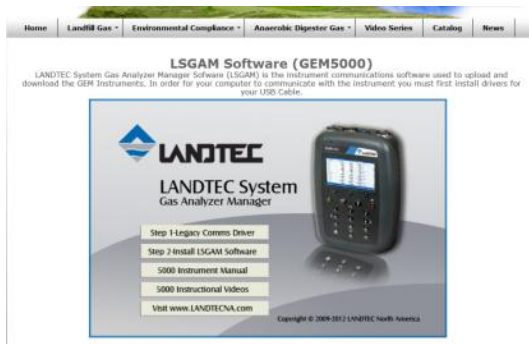 Home Landfill Gas Environmental Compliance Anaerobic Digester Gas Video Series Catalog News
LSGAM Software (GEM5000)
LANDTEC System Gas Analyzer Manager Sofware (LSGAM) is the instrument communications software used to upload and
download the GEM Instruments. In order for your computer to communicate with the instrument you must first install drivers for
your USB Cable.
LANDTEC
LANDTEC System
Gas Analyzer Manager
Step 1-Legacy Comms Driver
Step 2-Install LSGAM Software
5000 Instrument Manual
5000 Instructional Videos
Visit www.LANDTECNA.com
Copyright © 2009-2012 LANDTEC North America